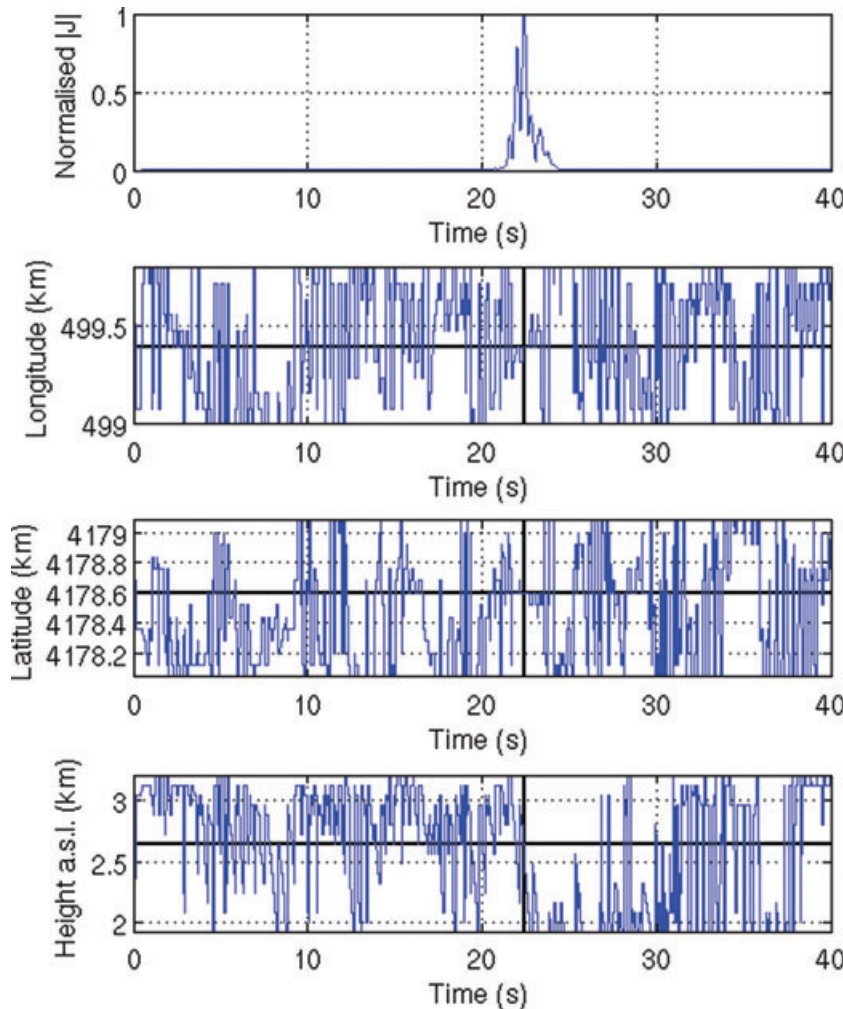 Normalised |J|
1
0.5
0
0 10 20 30 40
Time (s)
Longitude (km)
499.5
499
0 10 20 30 40
Time (s)
Latitude (km)
4179
4178.8
4178.6
4178.4
4178.2
0 10 20 30 40
Time (s)
Height a.s.l. (km)
3
2.5
2
0 10 20 30 40
Time (s)